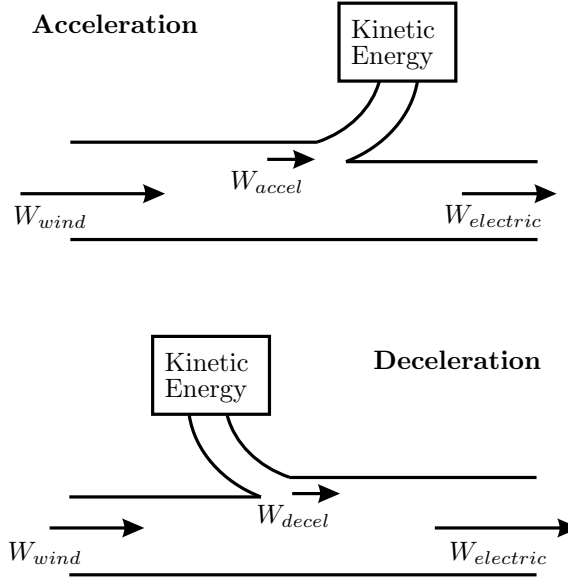 Acceleration
Kinetic
Energy
W_accel
W_wind
W_electric
Kinetic
Energy
Deceleration
W_decel
W_wind
W_electric